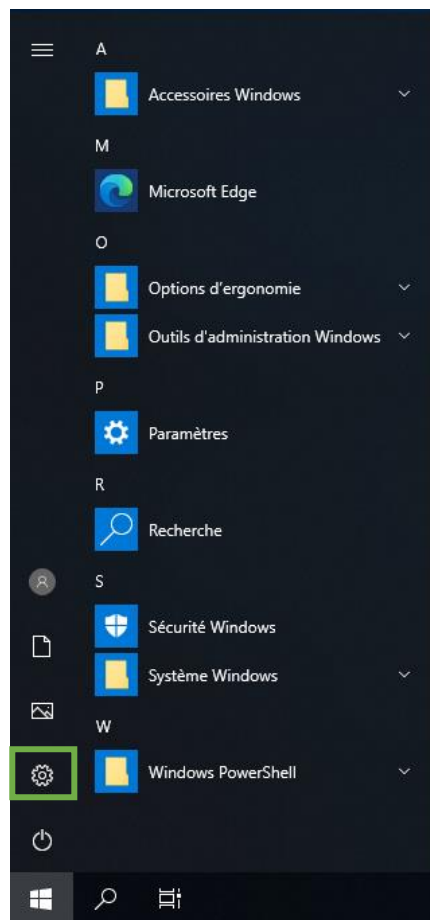 A
Accessoires Windows
M
Microsoft Edge
O
Options d'ergonomie
Outils d'administration Windows
P
Paramètres
R
Recherche
S
Sécurité Windows
Système Windows
W
Windows PowerShell